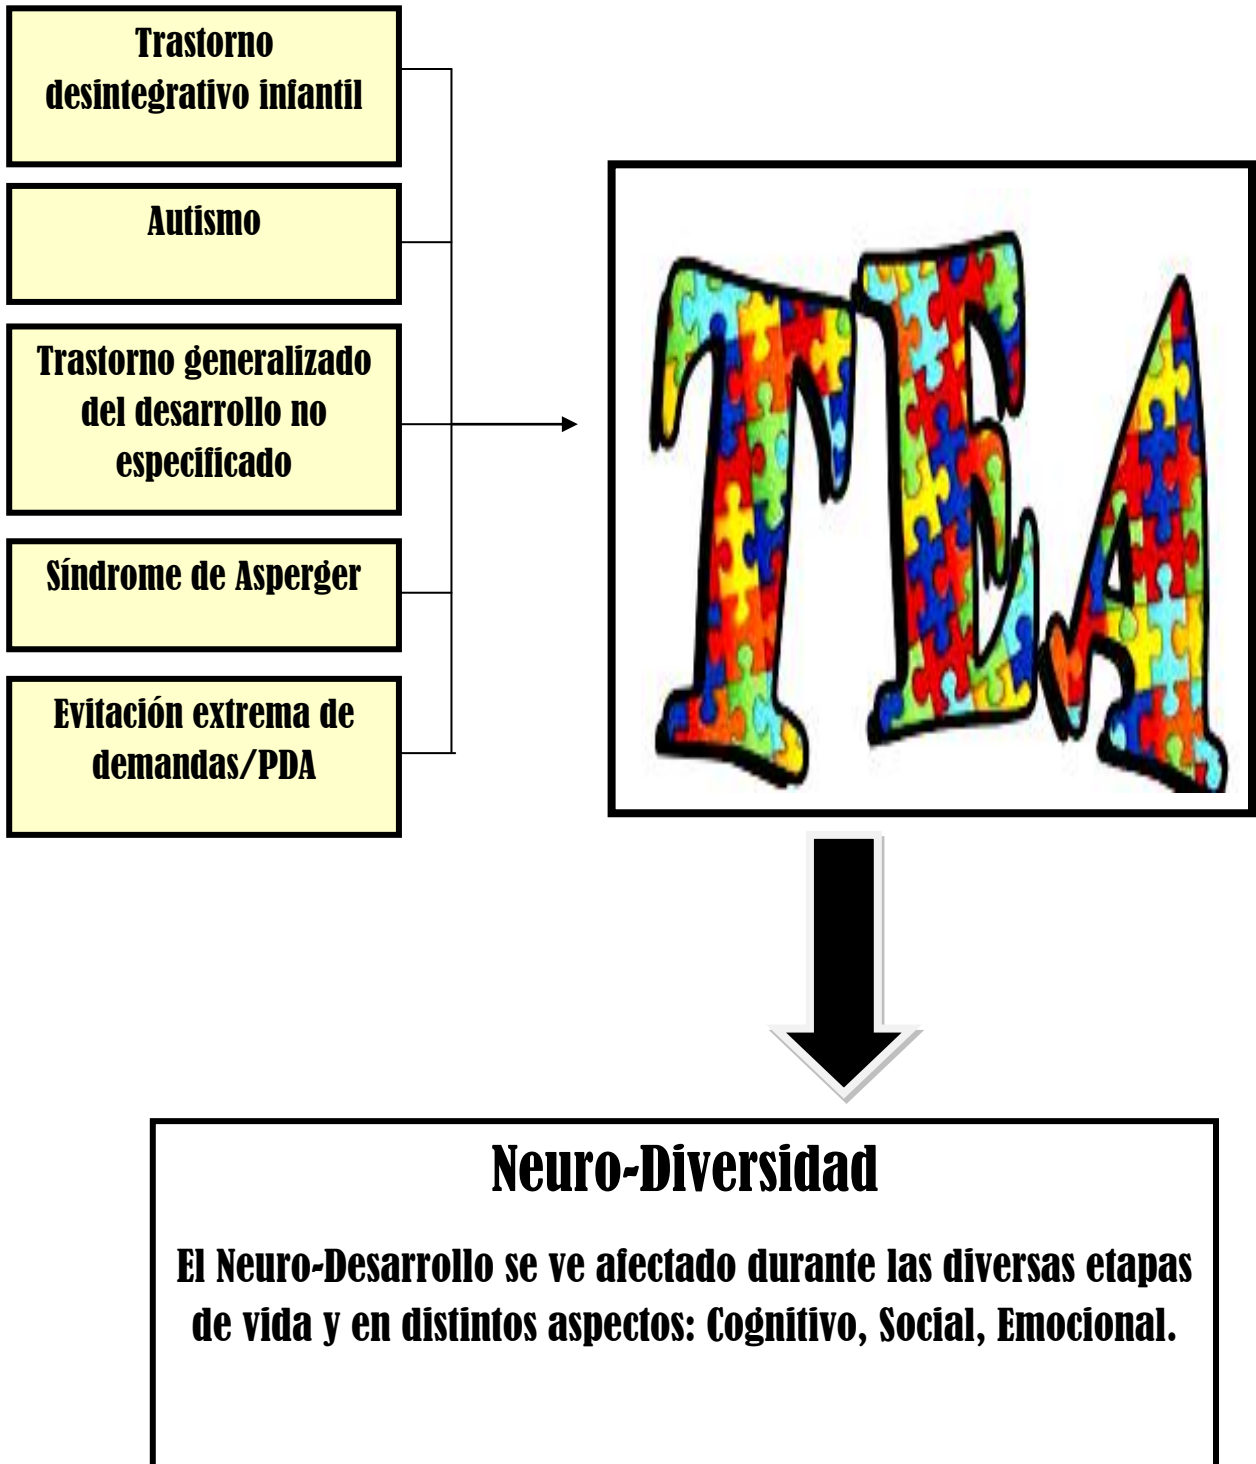 Trastorno
desintegrativo infantil
Autismo
Trastorno generalizado
del desarrollo no
especificado
Síndrome de Asperger
Evitación extrema de
demandas/PDA
TEA
Neuro-Diversidad
El Neuro-Desarrollo se ve afectado durante las diversas etapas
de vida y en distintos aspectos: Cognitivo, Social, Emocional.